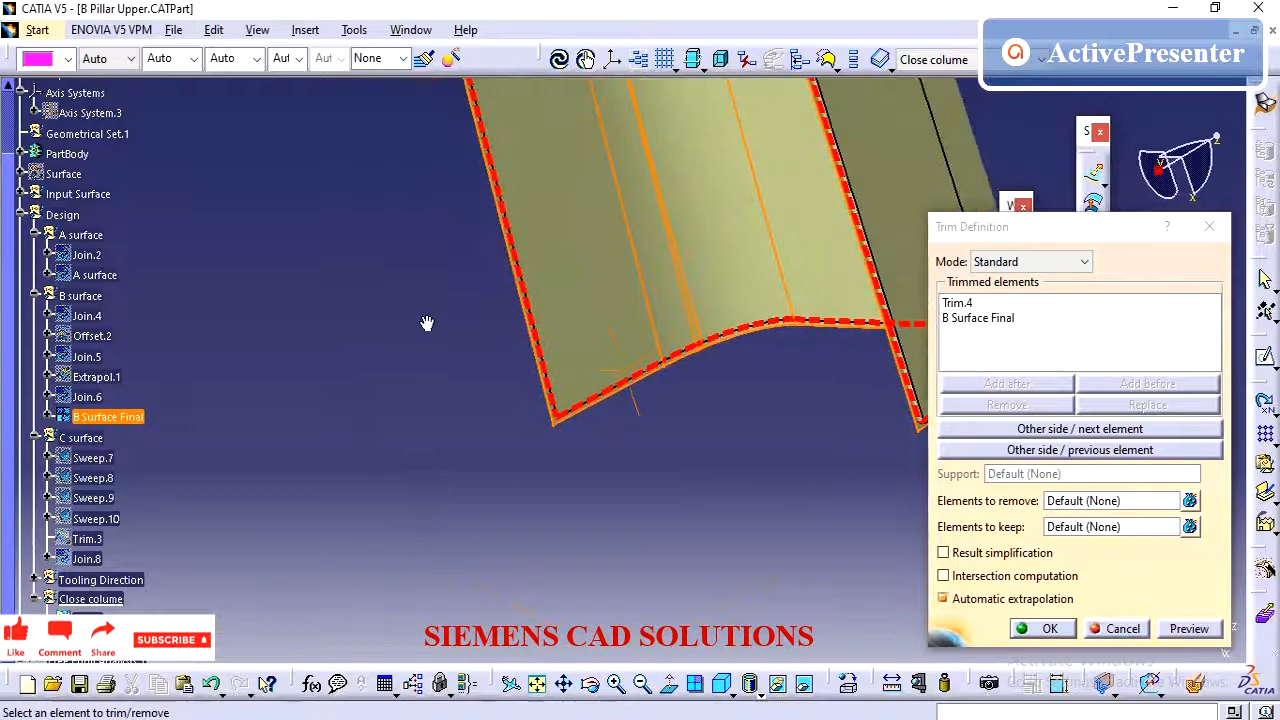 CATIA V5 - [B Pillar Upper.CATPart]
Start ENOVIA V5 VPM File Edit View Insert Tools Window Help
ActivePresenter
Auto Auto Auto Aut Aut None Close column
Axis Systems
Axis System.3
Geometrical Set.1
PartBody
Surface
Input Surface
Design
A surface
Join.2
A surface
B surface
Join.4
Offset.2
Join.5
Extrapol.1
Join.6
B Surface Final
C surface
Sweep.7
Sweep.8
Sweep.9
Sweep.10
Trim.3
Join.8
Tooling Direction
Close colume
S
z
x
Trim Definition ?
Mode: Standard
Trimmed elements
Trim.4
B Surface Final
Add after Add before
Remove Replace
Other side / next element
Other side / previous element
Support: Default (None)
Elements to remove: Default (None)
Elements to keep: Default (None)
Result simplification
Intersection computation
Automatic extrapolation
OK Cancel Preview
Like Comment Share SUBSCRIBE
SIEMENS CAD SOLUTIONS
Activate Windows
CATIA
Select an element to trim/remove